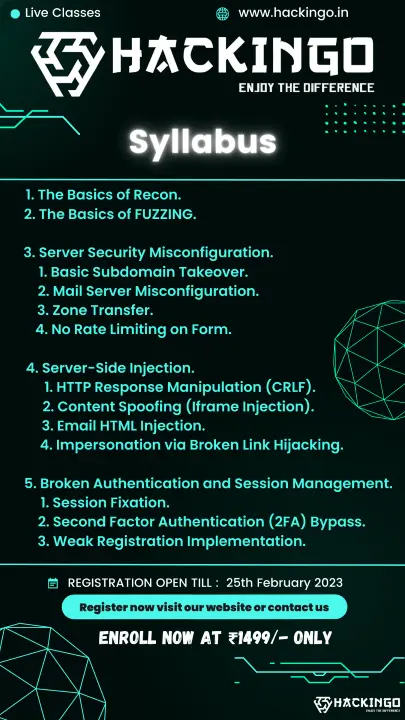 Live Classes
www.hackingo.in
HACKINGO
ENJOY THE DIFFERENCE
Syllabus
1. The Basics of Recon.
2. The Basics of FUZZING.
3. Server Security Misconfiguration.
1. Basic Subdomain Takeover.
2. Mail Server Misconfiguration.
3. Zone Transfer.
4. No Rate Limiting on Form.
4. Server-Side Injection.
1. HTTP Response Manipulation (CRLF).
2. Content Spoofing (Iframe Injection).
3. Email HTML Injection.
4. Impersonation via Broken Link Hijacking.
5. Broken Authentication and Session Management.
1. Session Fixation.
2. Second Factor Authentication (2FA) Bypass.
3. Weak Registration Implementation.
REGISTRATION OPEN TILL : 25th February 2023
Register now visit our website or contact us
ENROLL NOW AT ₹1499/- ONLY
HACKINGO
ENJOY THE DIFFERENCE